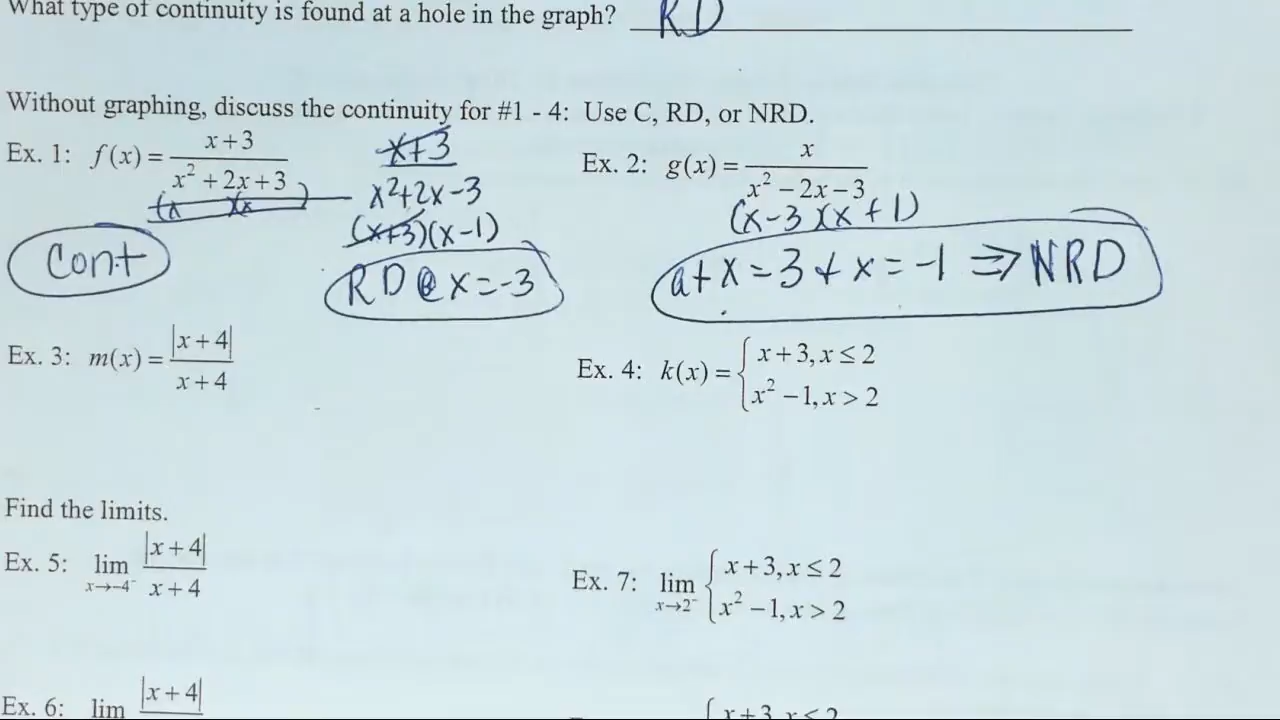 What type of continuity is found at a hole in the graph? RD
Without graphing, discuss the continuity for #1 - 4: Use C, RD, or NRD.
Ex. 1: f(x) = (x+3)/(x² + 2x + 3)
(x )(x )
Cont
x+3
x²+2x-3
(x+3)(x-1)
RD @ x = -3
Ex. 2: g(x) = x/(x² - 2x - 3)
(x-3)(x+1)
at x = 3 + x = -1 ⇒ NRD
Ex. 3: m(x) = |x+4|/(x+4)
Ex. 4: k(x) = { x+3, x ≤ 2
x² - 1, x > 2
Find the limits.
Ex. 5: lim x→-4⁻ |x+4|/(x+4)
Ex. 7: lim x→2⁻ { x+3, x ≤ 2
x² - 1, x > 2
Ex. 6: lim |x+4|
{ x+3, x ≤ 2